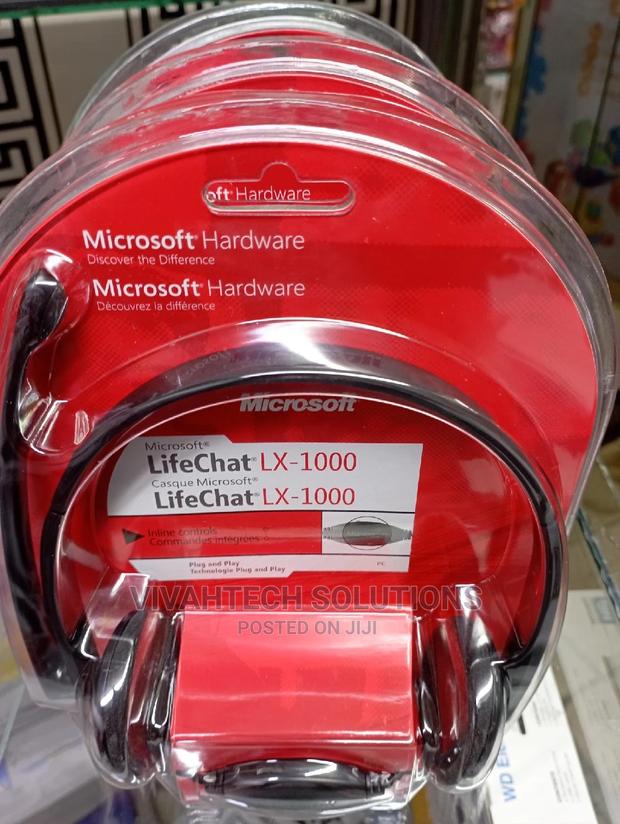 oft Hardware
Microsoft® Hardware
Discover the Difference
Microsoft® Hardware
Découvrez la différence
Microsoft
Microsoft®
LifeChat® LX-1000
Casque Microsoft®
LifeChat® LX-1000
Inline controls
Commandes intégrées
Plug and Play
Technologie Plug and Play
PC
VIVAHTECH SOLUTIONS
POSTED ON JIJI
WD